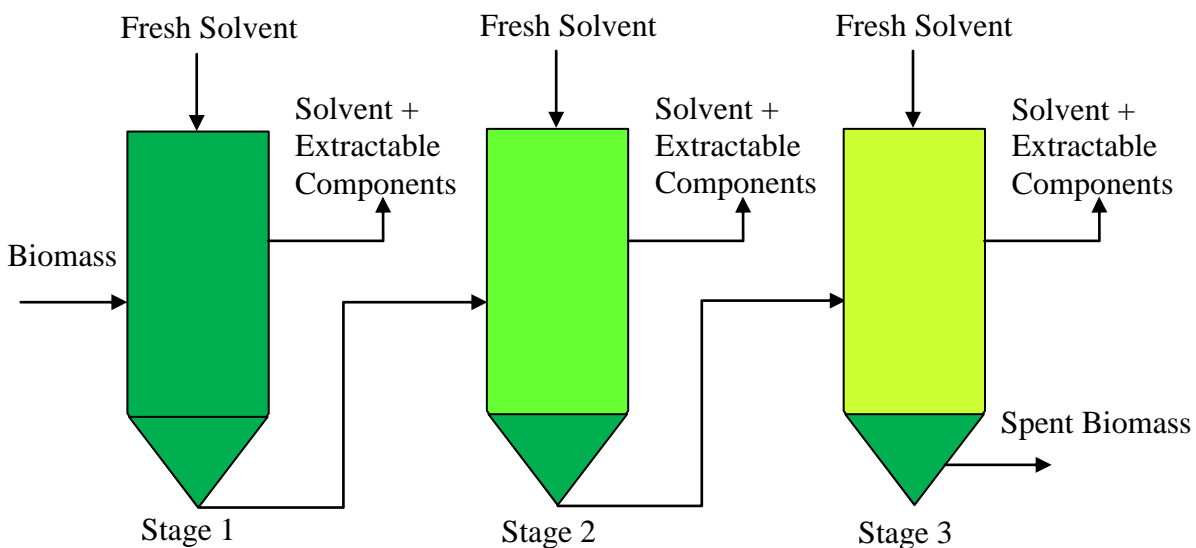 Fresh Solvent
Fresh Solvent
Fresh Solvent
Solvent +
Extractable
Components
Solvent +
Extractable
Components
Solvent +
Extractable
Components
Biomass
Spent Biomass
Stage 1
Stage 2
Stage 3